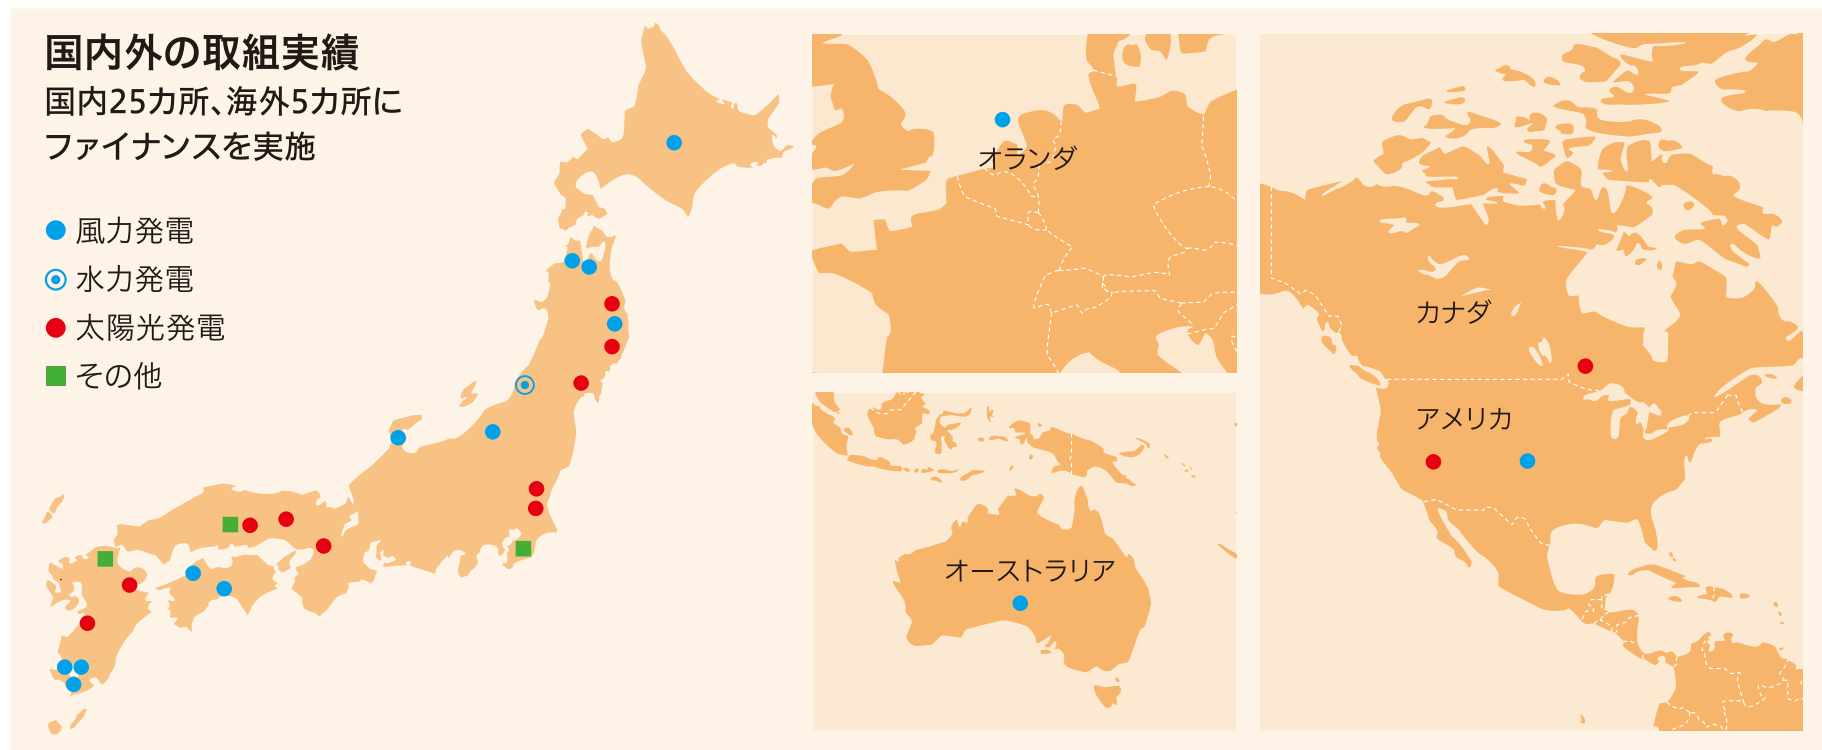 国内外の取組実績
国内25カ所、海外5カ所に
ファイナンスを実施
風力発電
水力発電
太陽光発電
その他
オランダ
オーストラリア
カナダ
アメリカ